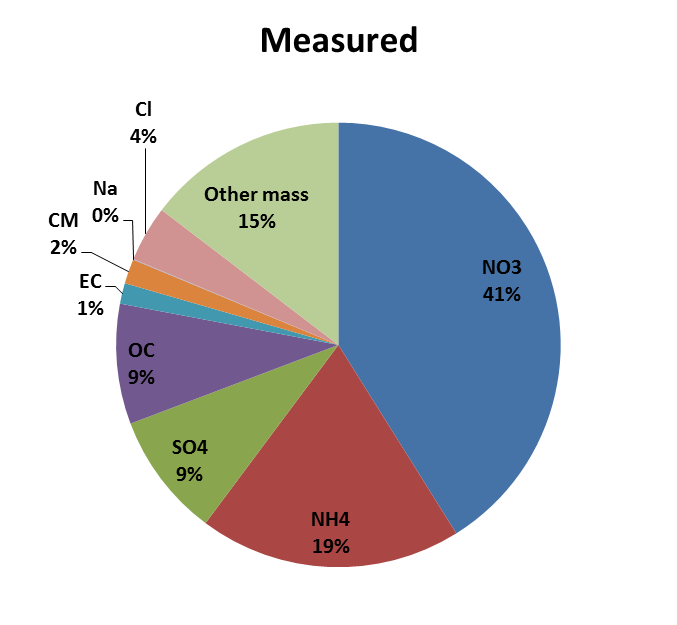 Measured
Cl
4%
Other mass
15%
Na
0%
CM
2%
EC
1%
NO3
41%
OC
9%
SO4
9%
NH4
19%